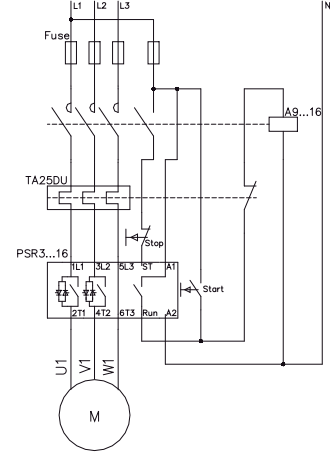 L1 L2 L3 N
Fuse
A9...16
TA25DU
Stop
PSR3...16
1L1 3L2 5L3 ST A1
Start
2T1 4T2 6T3 Run A2
U1 V1 W1
M